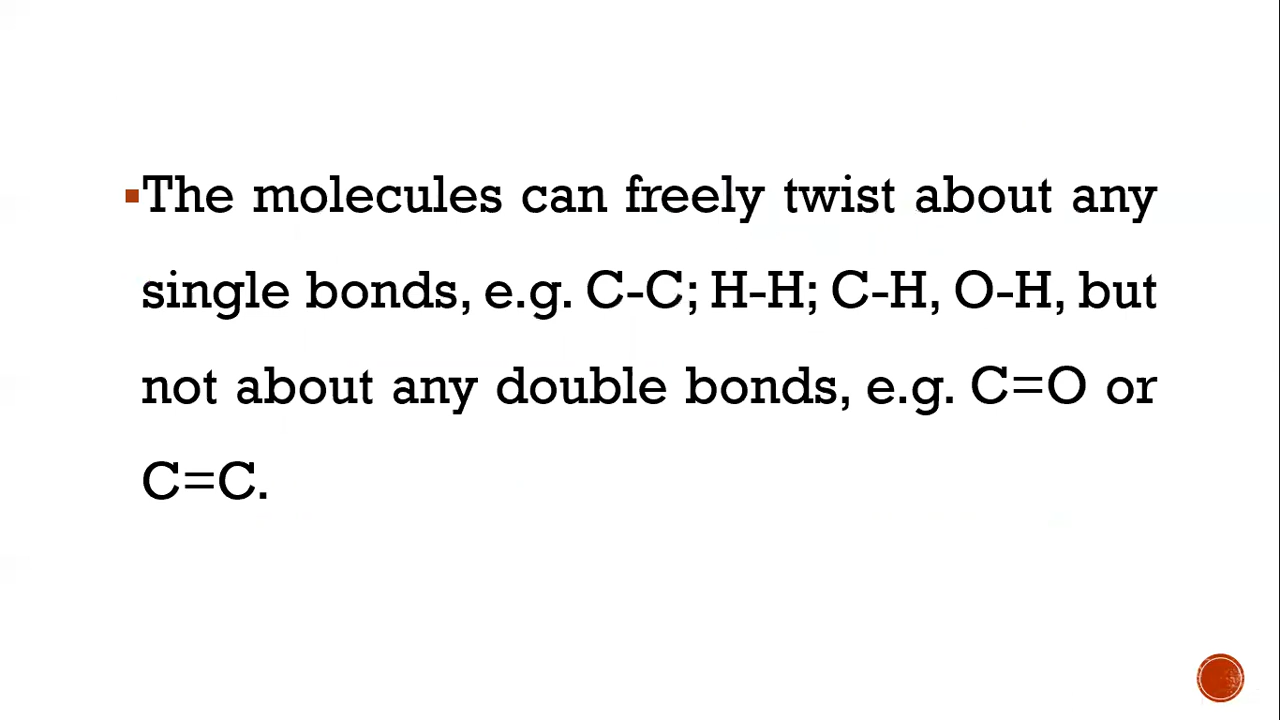 ▪The molecules can freely twist about any
single bonds, e.g. C-C; H-H; C-H, O-H, but
not about any double bonds, e.g. C=O or
C=C.